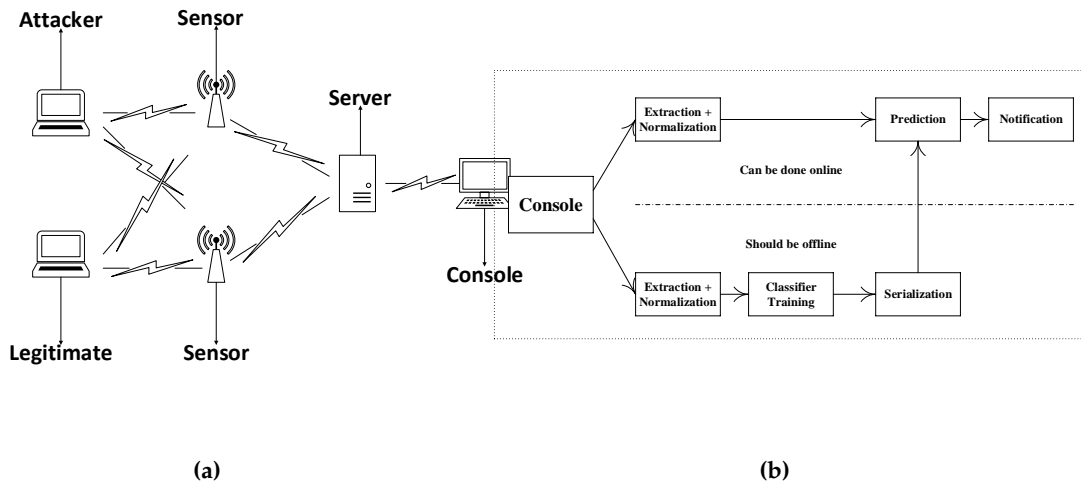 Attacker
Sensor
Server
Legitimate
Sensor
Console
Console
Extraction +
Normalization
Prediction
Notification
Can be done online
Should be offline
Extraction +
Normalization
Classifier
Training
Serialization
(a)
(b)